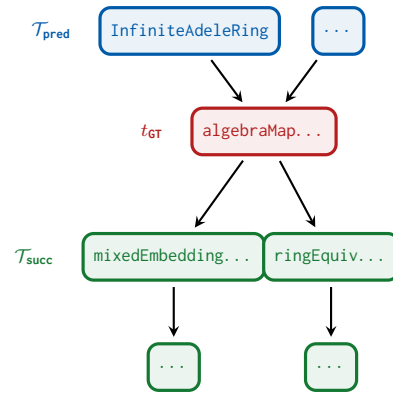 𝒯pred InfiniteAdeleRing ...
tGT algebraMap...
𝒯succ mixedEmbedding... ringEquiv...
... ...